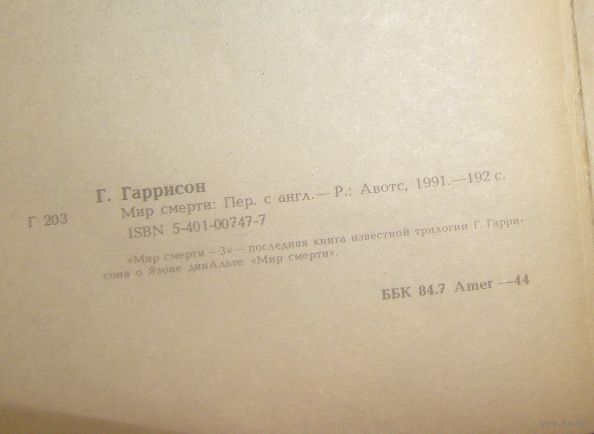 Г. Гаррисон
Г 203
Мир смерти: Пер. с англ.— Р.: Авотс, 1991.—192 с.
ISBN 5-401-00747-7
«Мир смерти —3»— последняя книга известной трилогии Г. Гарри-
сона о Язоне динАльте «Мир смерти».
ББК 84.7 Amer —44